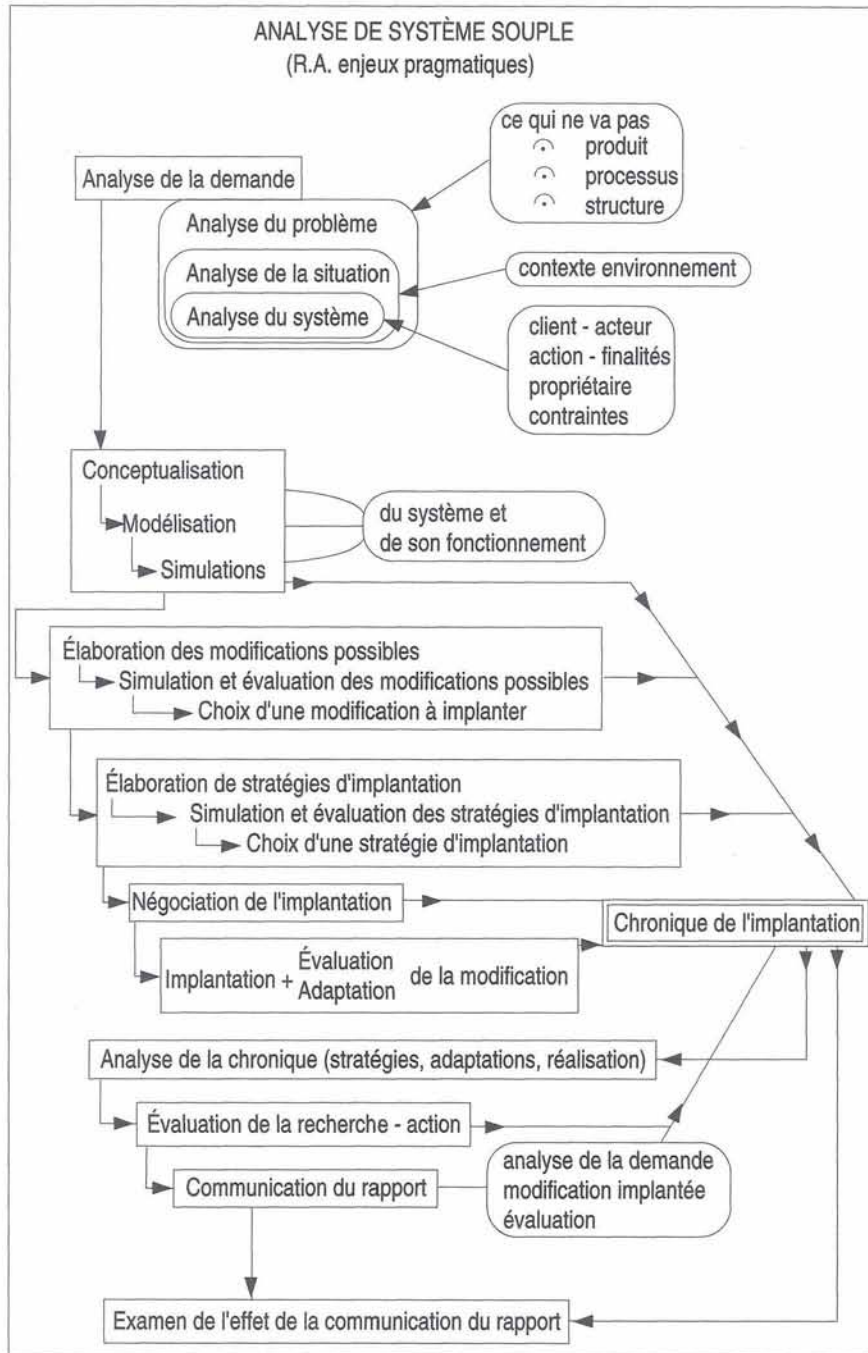 ANALYSE DE SYSTÈME SOUPLE
(R.A. enjeux pragmatiques)
ce qui ne va pas
produit
processus
structure
Analyse de la demande
Analyse du problème
Analyse de la situation
Analyse du système
contexte environnement
client - acteur
action - finalités
propriétaire
contraintes
Conceptualisation
Modélisation
Simulations
du système et
de son fonctionnement
Élaboration des modifications possibles
Simulation et évaluation des modifications possibles
Choix d'une modification à implanter
Élaboration de stratégies d'implantation
Simulation et évaluation des stratégies d'implantation
Choix d'une stratégie d'implantation
Négociation de l'implantation
Chronique de l'implantation
Implantation + Évaluation
Adaptation de la modification
Analyse de la chronique (stratégies, adaptations, réalisation)
Évaluation de la recherche - action
Communication du rapport
analyse de la demande
modification implantée
évaluation
Examen de l'effet de la communication du rapport